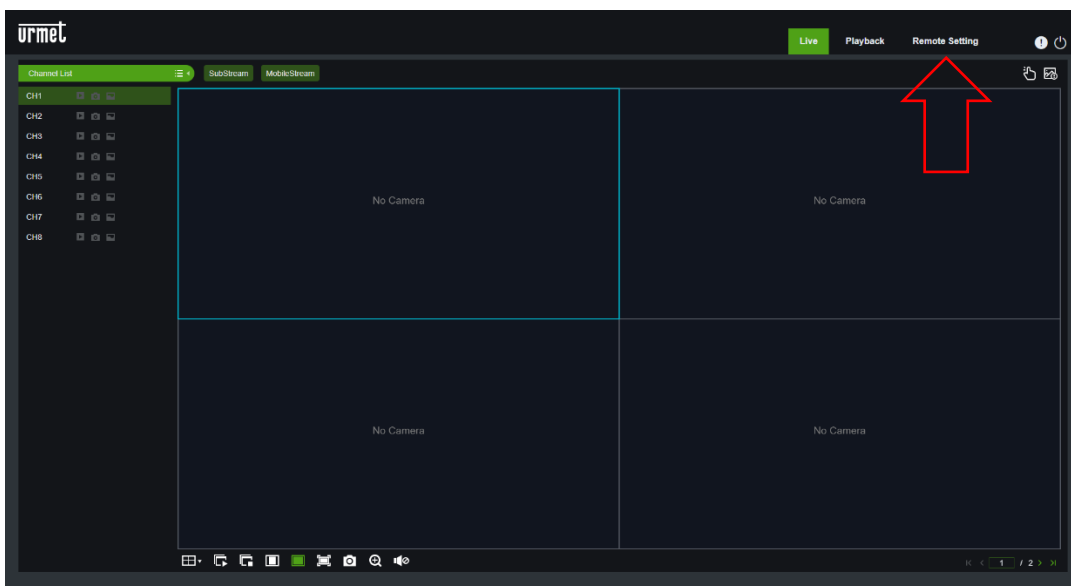 urmet
Live Playback Remote Setting
Channel List SubStream MobileStream
CH1
CH2
CH3
CH4
CH5
CH6
CH7
CH8
No Camera No Camera
No Camera No Camera
1 / 2